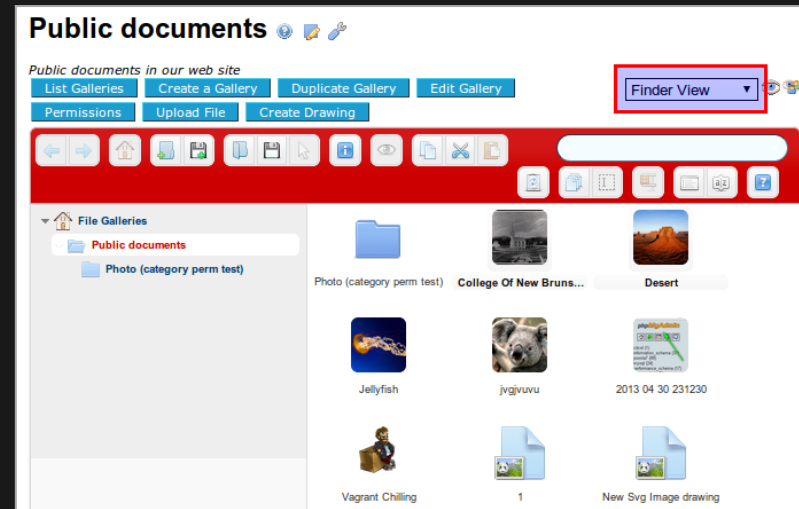 Public documents
Public documents in our web site
List Galleries Create a Gallery Duplicate Gallery Edit Gallery
Finder View
Permissions Upload File Create Drawing
File Galleries
Public documents
Photo (category perm test)
Photo (category perm test) College Of New Bruns... Desert
phpMyAdmin
Jellyfish jvgjvuvu 2013 04 30 231230
Vagrant Chilling 1 New Svg Image drawing